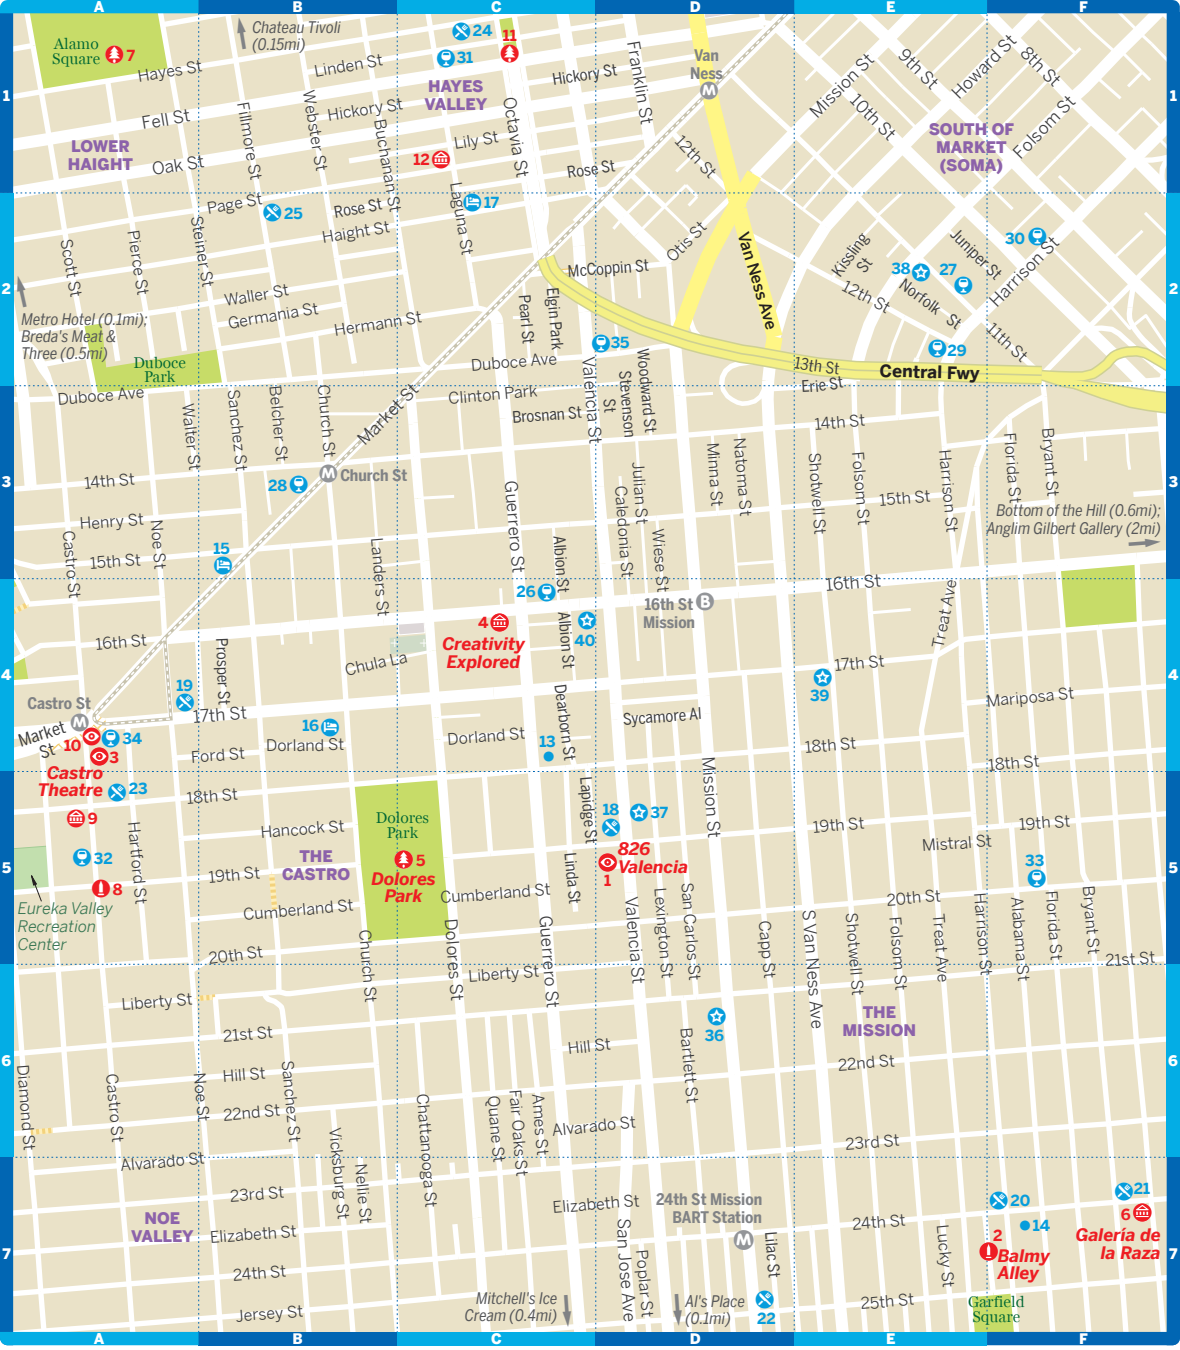 A B C D E F
Chateau Tivoli
(0.15mi)
24
11
Alamo
Square 7
31
Hayes St
Linden St
Hickory St
HAYES
VALLEY
Franklin St
Van
Ness
M
Mission St
9th St
Howard St
8th St
1
1
Fell St
Fillmore St
Webster St
Hickory St
Buchanan St
Octavia St
10th St
Folsom St
SOUTH OF
MARKET
(SOMA)
LOWER
HAIGHT
Oak St
Lily St
12
Rose St
12th St
Page St
25
Rose St
Laguna St
17
Haight St
Scott St
Pierce St
Steiner St
Otis St
Van Ness Ave
Kissling
St
Juniper St
30
Harrison St
McCoppin St
38
27
2
2
Metro Hotel (0.1mi);
Breda's Meat &
Three (0.5mi)
Waller St
Germania St
Hermann St
Pearl St
Elgin Park
12th St
Norfolk St
11th St
Duboce
Park
Duboce Ave
35
Valencia St
Woodward St
Stevenson
St
29
13th St
Central Fwy
Erie St
Duboce Ave
Clinton Park
Brosnan St
Walter St
Sanchez St
Belcher St
Church St
Market St
14th St
Minna St
Natoma St
Shotwell St
Folsom St
Harrison St
Florida St
Bryant St
3
3
14th St
28
M Church St
Henry St
Noe St
15th St
Castro St
15
Landers St
Guerrero St
Albion St
Julian St
Caledonia St
Wiese St
15th St
Bottom of the Hill (0.6mi);
Anglim Gilbert Gallery (2mi)
26
16th St
16th St
Mission
B
Treat Ave
4
Creativity
Explored
Albion St
40
16th St
Prosper St
Chula La
17th St
39
4
4
19
Castro St
M
Market
St
17th St
16
Dearborn St
Sycamore Al
Mariposa St
10
34
3
Castro
Theatre
Ford St
Dorland St
Dorland St
13
18th St
18th St
23
18th St
Lapidge St
Mission St
9
Hartford St
Hancock St
Dolores
Park
18
37
19th St
Mistral St
19th St
32
THE
CASTRO
5
Dolores
Park
826
Valencia
1
33
5
5
8
19th St
Cumberland St
Cumberland St
Linda St
Valencia St
Lexington St
San Carlos St
20th St
Eureka Valley
Recreation
Center
Capp St
S Van Ness Ave
Shotwell St
Folsom St
Treat Ave
Harrison St
Alabama St
Florida St
Bryant St
20th St
Church St
Dolores St
Guerrero St
Liberty St
21st St
Liberty St
36
THE
MISSION
21st St
Hill St
Bartlett St
6
6
Diamond St
Castro St
Noe St
Hill St
Sanchez St
22nd St
22nd St
Chattanooga St
Quane St
Fair Oaks St
Ames St
Alvarado St
23rd St
Alvarado St
Vicksburg St
Nellie St
23rd St
Elizabeth St
24th St Mission
BART Station
M
20
21
NOE
VALLEY
Elizabeth St
San Jose Ave
Poplar St
Lilac St
24th St
Lucky St
14
6
Galería de
la Raza
2
Balmy
Alley
7
7
24th St
Jersey St
Mitchell's Ice
Cream (0.4mi)
Al's Place
(0.1mi)
22
25th St
Garfield
Square
A B C D E F